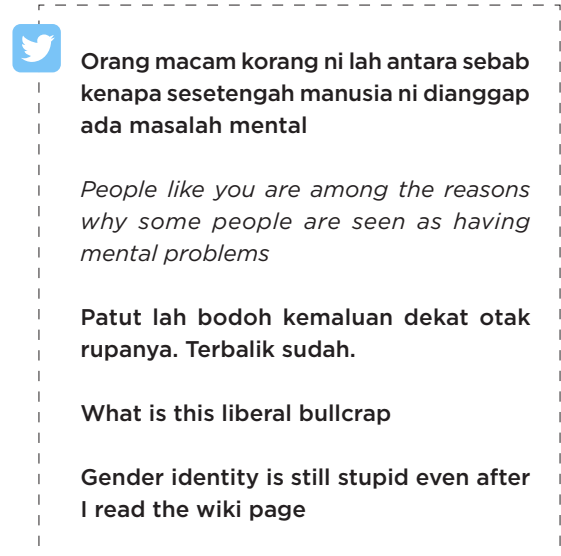 Orang macam korang ni lah antara sebab
kenapa sesetengah manusia ni dianggap
ada masalah mental
People like you are among the reasons
why some people are seen as having
mental problems
Patut lah bodoh kemaluan dekat otak
rupanya. Terbalik sudah.
What is this liberal bullcrap
Gender identity is still stupid even after
I read the wiki page